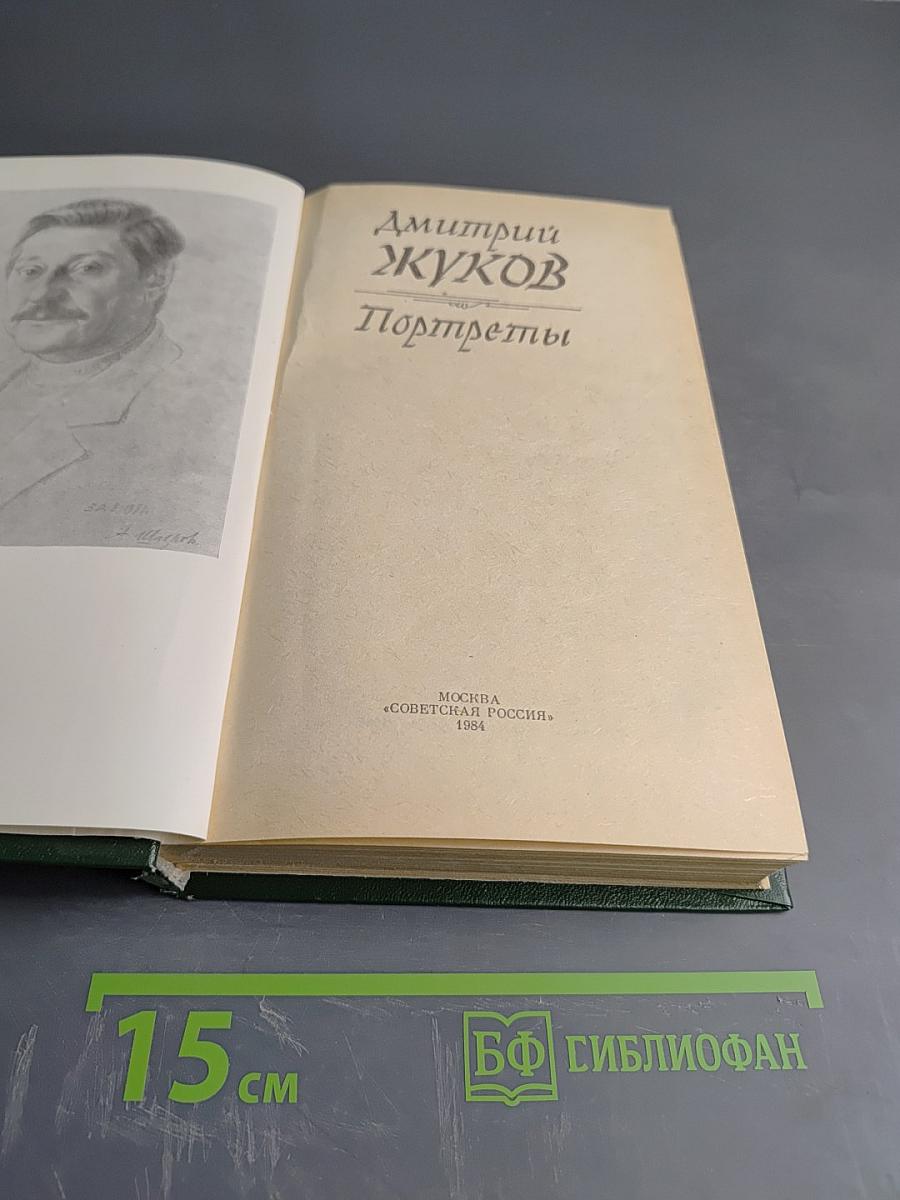 Дмитрий
ЖУКОВ
Портреты
МОСКВА
«СОВЕТСКАЯ РОССИЯ»
1984
15 см
БФ БИБЛИОФАН